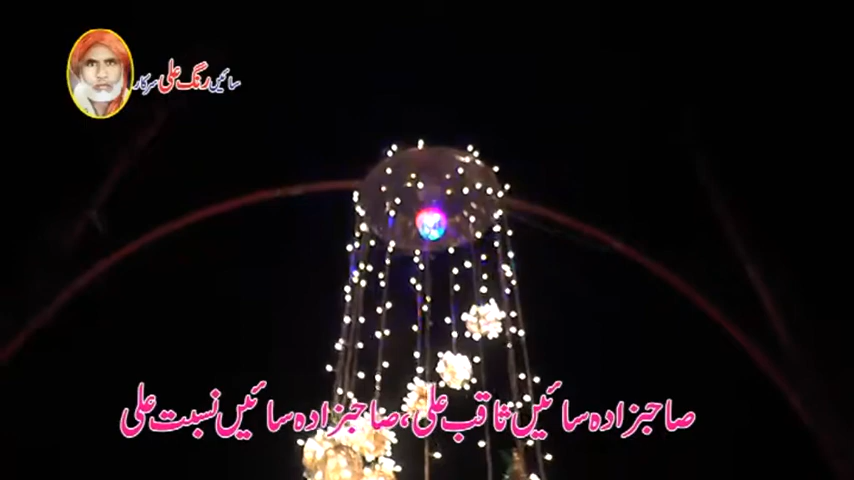 سائیں رنگ علی سرکار
صاحبزادہ سائیں ثاقب علی، صاحبزادہ سائیں نسبت علی